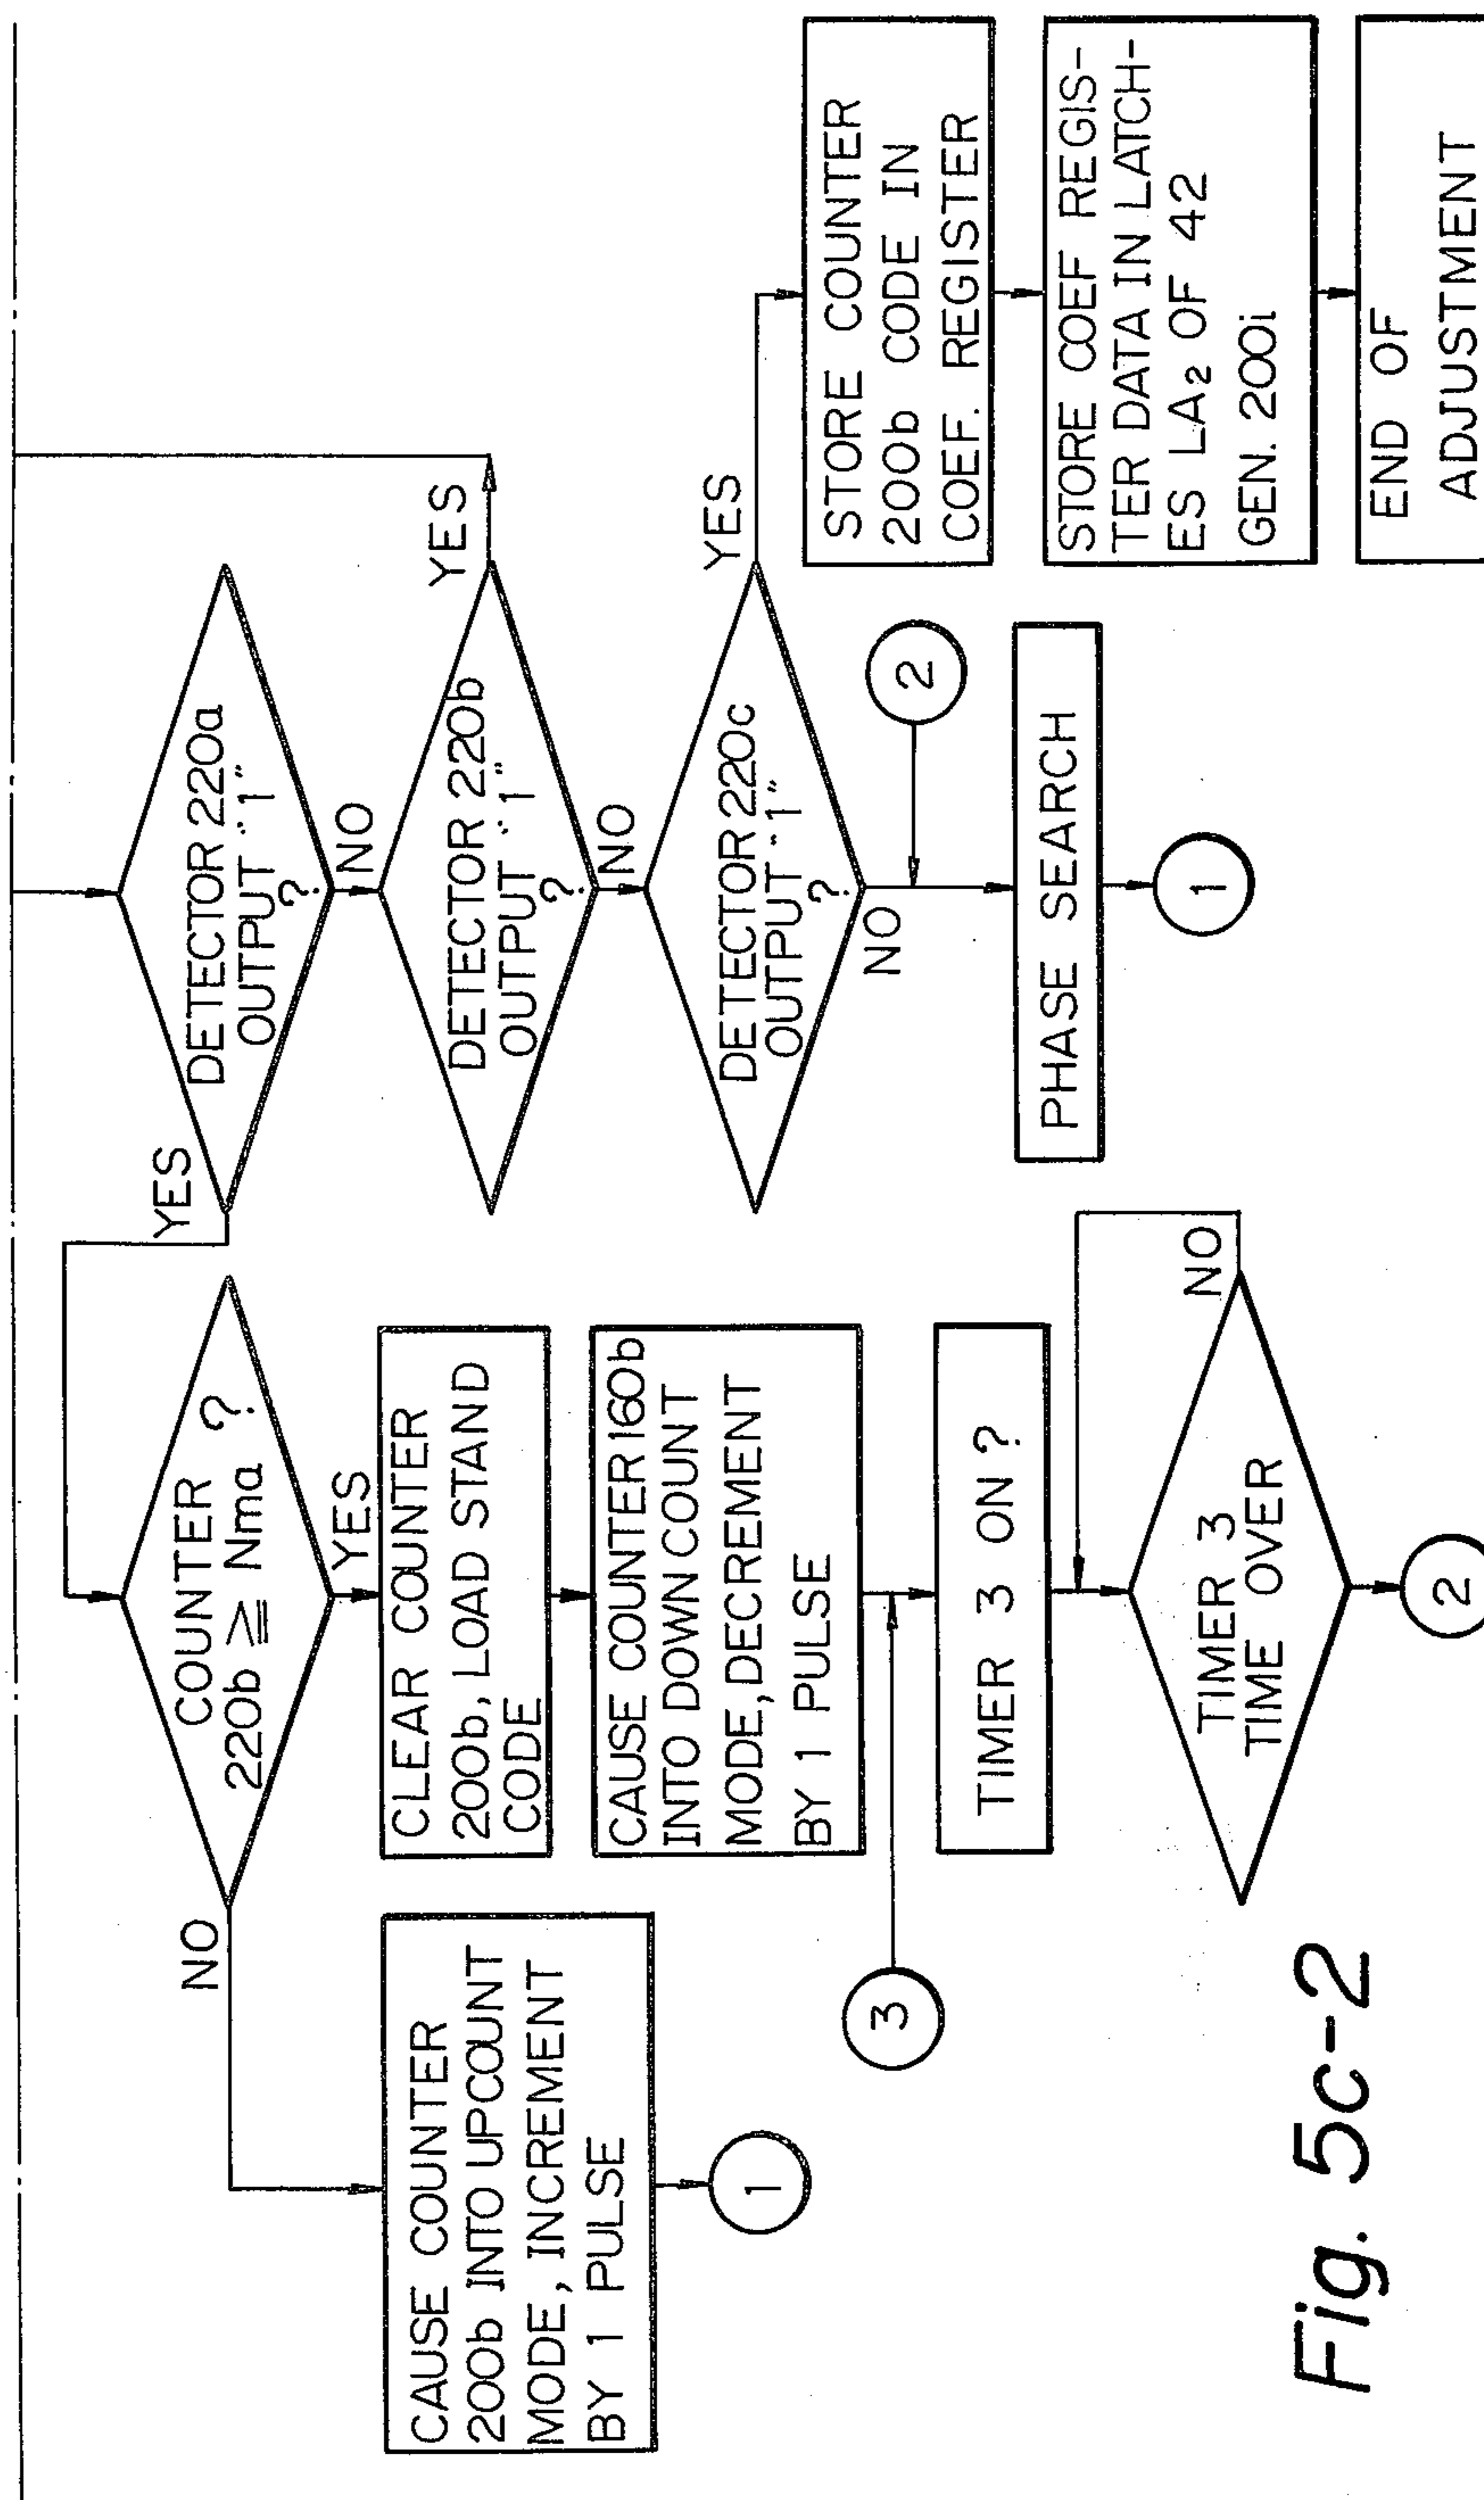 NO
CAUSE COUNTER
200b INTO UPCOUNT
MODE, INCREMENT
BY 1 PULSE
1
3
COUNTER ?
220b ≧ Nma
YES
CLEAR COUNTER
200b, LOAD STAND
CODE
CAUSE COUNTER 160b
INTO DOWN COUNT
MODE, DECREMENT
BY 1 PULSE
TIMER 3 ON?
NO
TIMER 3
TIME OVER
2
YES
DETECTOR 220a
OUTPUT "1"
?
NO
DETECTOR 220b
OUTPUT "1"
?
YES
NO
DETECTOR 220c
OUTPUT "1"
?
YES
NO
2
PHASE SEARCH
1
STORE COUNTER
200b CODE IN
COEF. REGISTER
STORE COEF REGIS-
TER DATA IN LATCH-
ES LA2 OF 42
GEN. 200i
END OF
ADJUSTMENT
Fig. 5c-2